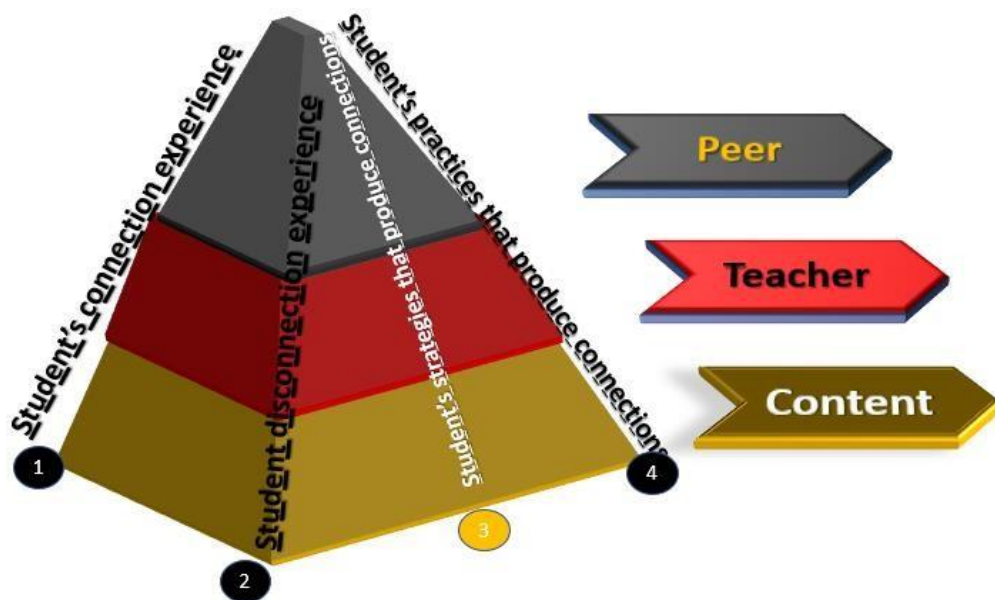 Student's connection experience
Student disconnection experience
Student's strategies that produce connections
Student's practices that produce connections
Peer
Teacher
Content
1
2
3
4